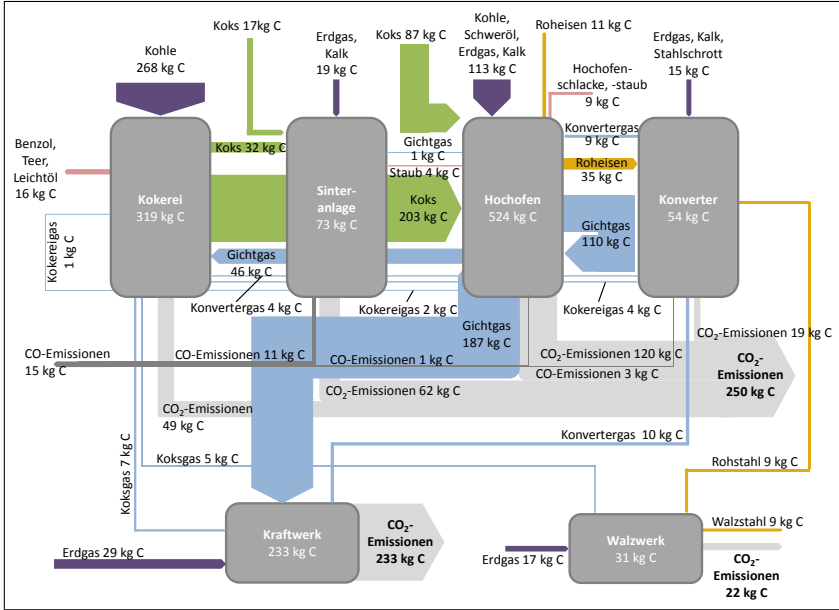 Koks 17kg C
Kohle
268 kg C
Erdgas,
Kalk
19 kg C
Koks 87 kg C
Kohle,
Schweröl,
Erdgas, Kalk
113 kg C
Roheisen 11 kg C
Hochofen-
schlacke, -staub
9 kg C
Erdgas, Kalk,
Stahlschrott
15 kg C
Benzol,
Teer,
Leichtöl
16 kg C
Koks 32 kg C
Gichtgas
1 kg C
Staub 4 kg C
Konvertergas
9 kg C
Roheisen
35 kg C
Kokerei
319 kg C
Sinter-
anlage
73 kg C
Koks
203 kg C
Hochofen
524 kg C
Gichtgas
110 kg C
Konverter
54 kg C
Kokereigas
1 kg C
Gichtgas
46 kg C
Konvertergas 4 kg C
Kokereigas 2 kg C
Kokereigas 4 kg C
Gichtgas
187 kg C
CO-Emissionen
15 kg C
CO-Emissionen 11 kg C
CO-Emissionen 1 kg C
CO₂-Emissionen 19 kg C
CO₂-Emissionen 120 kg C
CO-Emissionen 3 kg C
CO₂-
Emissionen
250 kg C
CO₂-Emissionen 62 kg C
CO₂-Emissionen
49 kg C
Konvertergas 10 kg C
Koksgas 7 kg C
Koksgas 5 kg C
Rohstahl 9 kg C
Kraftwerk
233 kg C
CO₂-
Emissionen
233 kg C
Walzwerk
31 kg C
Walzstahl 9 kg C
Erdgas 29 kg C
Erdgas 17 kg C
CO₂-
Emissionen
22 kg C